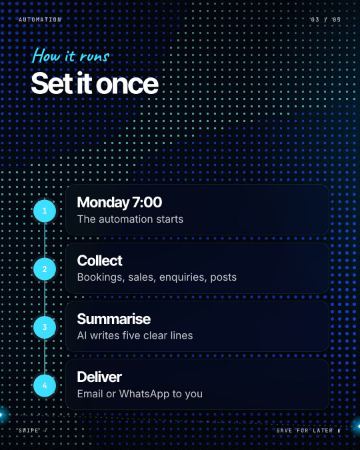 AUTOMATION
03 / 05
How it runs
Set it once
1
Monday 7:00
The automation starts
2
Collect
Bookings, sales, enquiries, posts
3
Summarise
AI writes five clear lines
4
Deliver
Email or WhatsApp to you
SWIPE /
SAVE FOR LATER